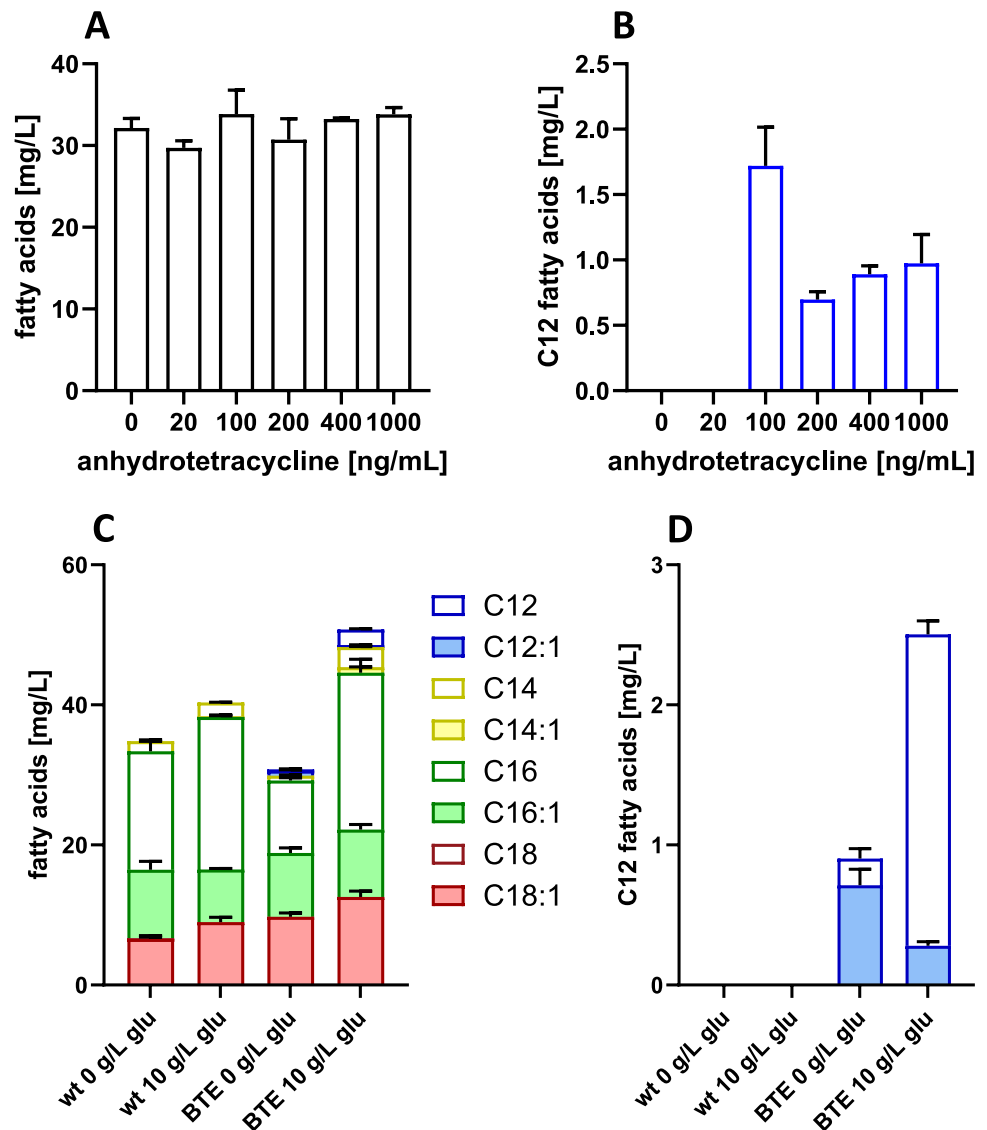 A
fatty acids [mg/L]
40
30
20
10
0
0 20 100 200 400 1000
anhydrotetracycline [ng/mL]
B
C12 fatty acids [mg/L]
2.5
2.0
1.5
1.0
0.5
0.0
0 20 100 200 400 1000
anhydrotetracycline [ng/mL]
C
fatty acids [mg/L]
60
40
20
0
wt 0 g/L glu
wt 10 g/L glu
BTE 0 g/L glu
BTE 10 g/L glu
C12
C12:1
C14
C14:1
C16
C16:1
C18
C18:1
D
C12 fatty acids [mg/L]
3
2
1
0
wt 0 g/L glu
wt 10 g/L glu
BTE 0 g/L glu
BTE 10 g/L glu